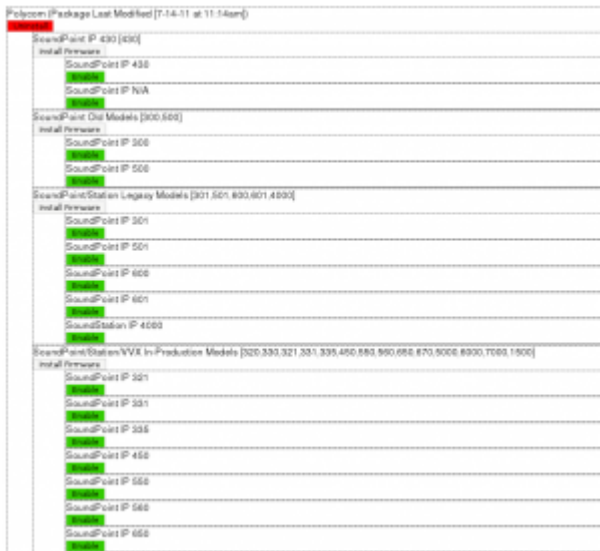 Polycom (Package Last Modified [7-14-11 at 11:14am])
Uninstall
SoundPoint IP 430 [430]
Install Firmware
SoundPoint IP 430
Enable
SoundPoint IP N/A
Enable
SoundPoint Old Models [300,500]
Install Firmware
SoundPoint IP 300
Enable
SoundPoint IP 500
Enable
SoundPoint/Station Legacy Models [301,501,600,601,4000]
Install Firmware
SoundPoint IP 301
Enable
SoundPoint IP 501
Enable
SoundPoint IP 600
Enable
SoundPoint IP 601
Enable
SoundStation IP 4000
Enable
SoundPoint/Station/VVX In-Production Models [320,330,321,331,335,450,550,560,650,670,5000,6000,7000,1500]
Install Firmware
SoundPoint IP 321
Enable
SoundPoint IP 331
Enable
SoundPoint IP 335
Enable
SoundPoint IP 450
Enable
SoundPoint IP 550
Enable
SoundPoint IP 560
Enable
SoundPoint IP 650
Enable